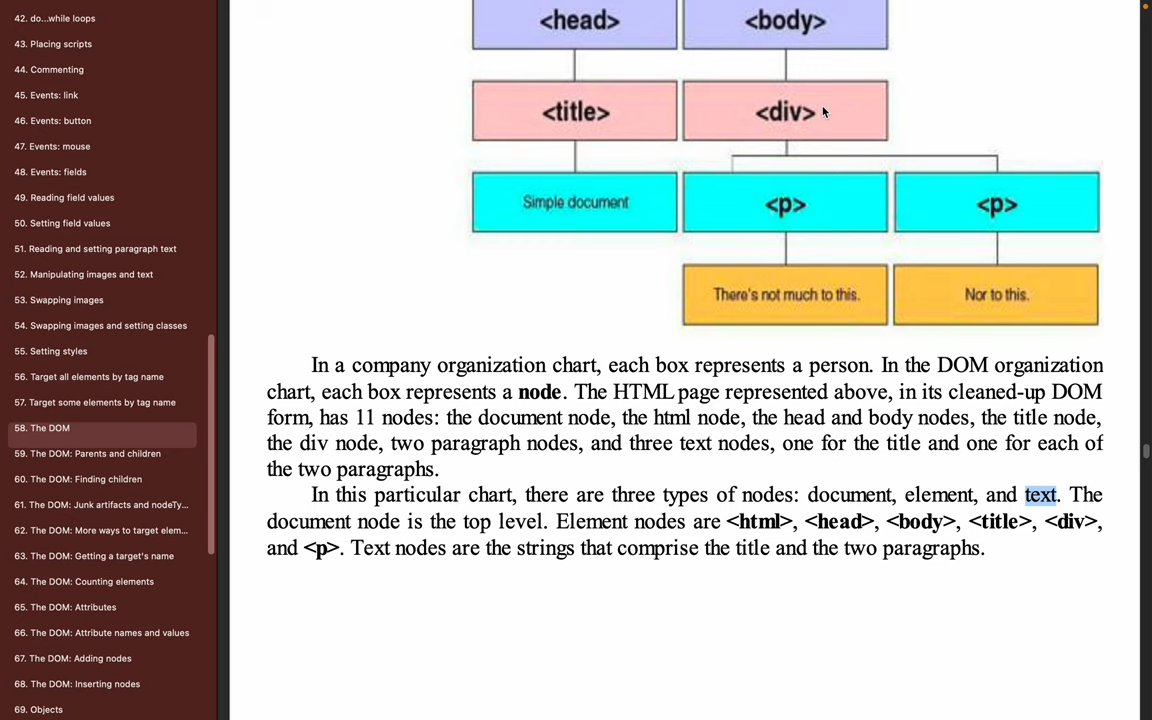 42. do...while loops
43. Placing scripts
44. Commenting
45. Events: link
46. Events: button
47. Events: mouse
48. Events: fields
49. Reading field values
50. Setting field values
51. Reading and setting paragraph text
52. Manipulating images and text
53. Swapping images
54. Swapping images and setting classes
55. Setting styles
56. Target all elements by tag name
57. Target some elements by tag name
58. The DOM
59. The DOM: Parents and children
60. The DOM: Finding children
61. The DOM: Junk artifacts and nodeTy...
62. The DOM: More ways to target elem...
63. The DOM: Getting a target's name
64. The DOM: Counting elements
65. The DOM: Attributes
66. The DOM: Attribute names and values
67. The DOM: Adding nodes
68. The DOM: Inserting nodes
69. Objects
<head> <body>
<title> <div>
Simple document <p> <p>
There's not much to this. Nor to this.
In a company organization chart, each box represents a person. In the DOM organization
chart, each box represents a node. The HTML page represented above, in its cleaned-up DOM
form, has 11 nodes: the document node, the html node, the head and body nodes, the title node,
the div node, two paragraph nodes, and three text nodes, one for the title and one for each of
the two paragraphs.
In this particular chart, there are three types of nodes: document, element, and text. The
document node is the top level. Element nodes are <html>, <head>, <body>, <title>, <div>,
and <p>. Text nodes are the strings that comprise the title and the two paragraphs.